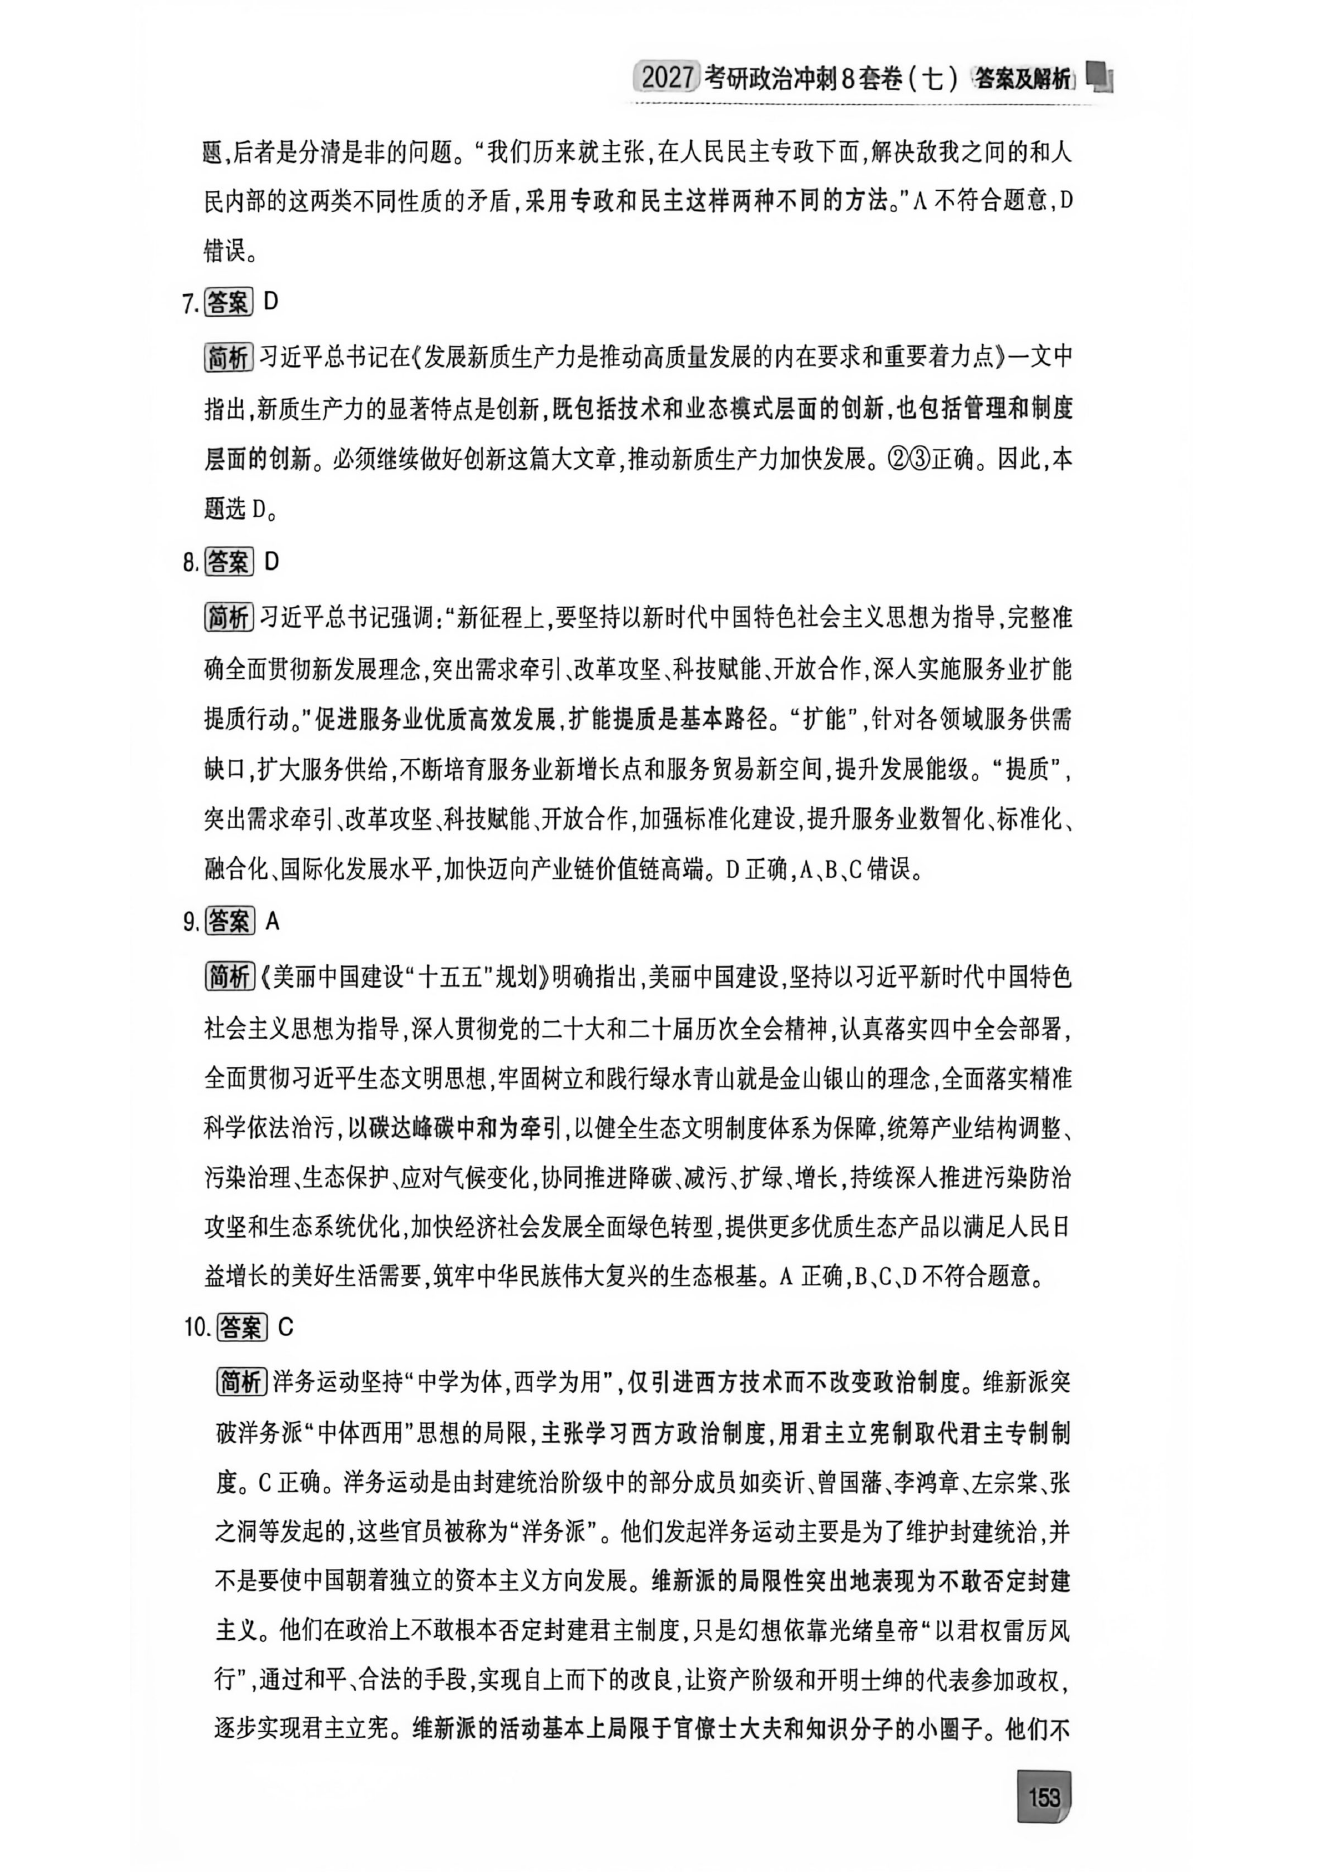 2027考研政治冲刺8套卷(七) 答案及解析
题,后者是分清是非的问题。“我们历来就主张,在人民民主专政下面,解决敌我之间的和人
民内部的这两类不同性质的矛盾,采用专政和民主这样两种不同的方法。”A 不符合题意,D
错误。
7.答案 D
简析 习近平总书记在《发展新质生产力是推动高质量发展的内在要求和重要着力点》一文中
指出,新质生产力的显著特点是创新,既包括技术和业态模式层面的创新,也包括管理和制度
层面的创新。必须继续做好创新这篇大文章,推动新质生产力加快发展。②③正确。因此,本
题选 D。
8.答案 D
简析 习近平总书记强调:“新征程上,要坚持以新时代中国特色社会主义思想为指导,完整准
确全面贯彻新发展理念,突出需求牵引、改革攻坚、科技赋能、开放合作,深入实施服务业扩能
提质行动。”促进服务业优质高效发展,扩能提质是基本路径。“扩能”,针对各领域服务供需
缺口,扩大服务供给,不断培育服务业新增长点和服务贸易新空间,提升发展能级。“提质”,
突出需求牵引、改革攻坚、科技赋能、开放合作,加强标准化建设,提升服务业数智化、标准化、
融合化、国际化发展水平,加快迈向产业链价值链高端。D 正确,A、B、C 错误。
9.答案 A
简析《美丽中国建设“十五五”规划》明确指出,美丽中国建设,坚持以习近平新时代中国特色
社会主义思想为指导,深入贯彻党的二十大和二十届历次全会精神,认真落实四中全会部署,
全面贯彻习近平生态文明思想,牢固树立和践行绿水青山就是金山银山的理念,全面落实精准
科学依法治污,以碳达峰碳中和为牵引,以健全生态文明制度体系为保障,统筹产业结构调整、
污染治理、生态保护、应对气候变化,协同推进降碳、减污、扩绿、增长,持续深入推进污染防治
攻坚和生态系统优化,加快经济社会发展全面绿色转型,提供更多优质生态产品以满足人民日
益增长的美好生活需要,筑牢中华民族伟大复兴的生态根基。A 正确,B、C、D 不符合题意。
10.答案 C
简析 洋务运动坚持“中学为体,西学为用”,仅引进西方技术而不改变政治制度。维新派突
破洋务派“中体西用”思想的局限,主张学习西方政治制度,用君主立宪制取代君主专制制
度。C 正确。洋务运动是由封建统治阶级中的部分成员如奕䜣、曾国藩、李鸿章、左宗棠、张
之洞等发起的,这些官员被称为“洋务派”。他们发起洋务运动主要是为了维护封建统治,并
不是要使中国朝着独立的资本主义方向发展。维新派的局限性突出地表现为不敢否定封建
主义。他们在政治上不敢根本否定封建君主制度,只是幻想依靠光绪皇帝“以君权雷厉风
行”,通过和平、合法的手段,实现自上而下的改良,让资产阶级和开明士绅的代表参加政权,
逐步实现君主立宪。维新派的活动基本上局限于官僚士大夫和知识分子的小圈子。他们不
153